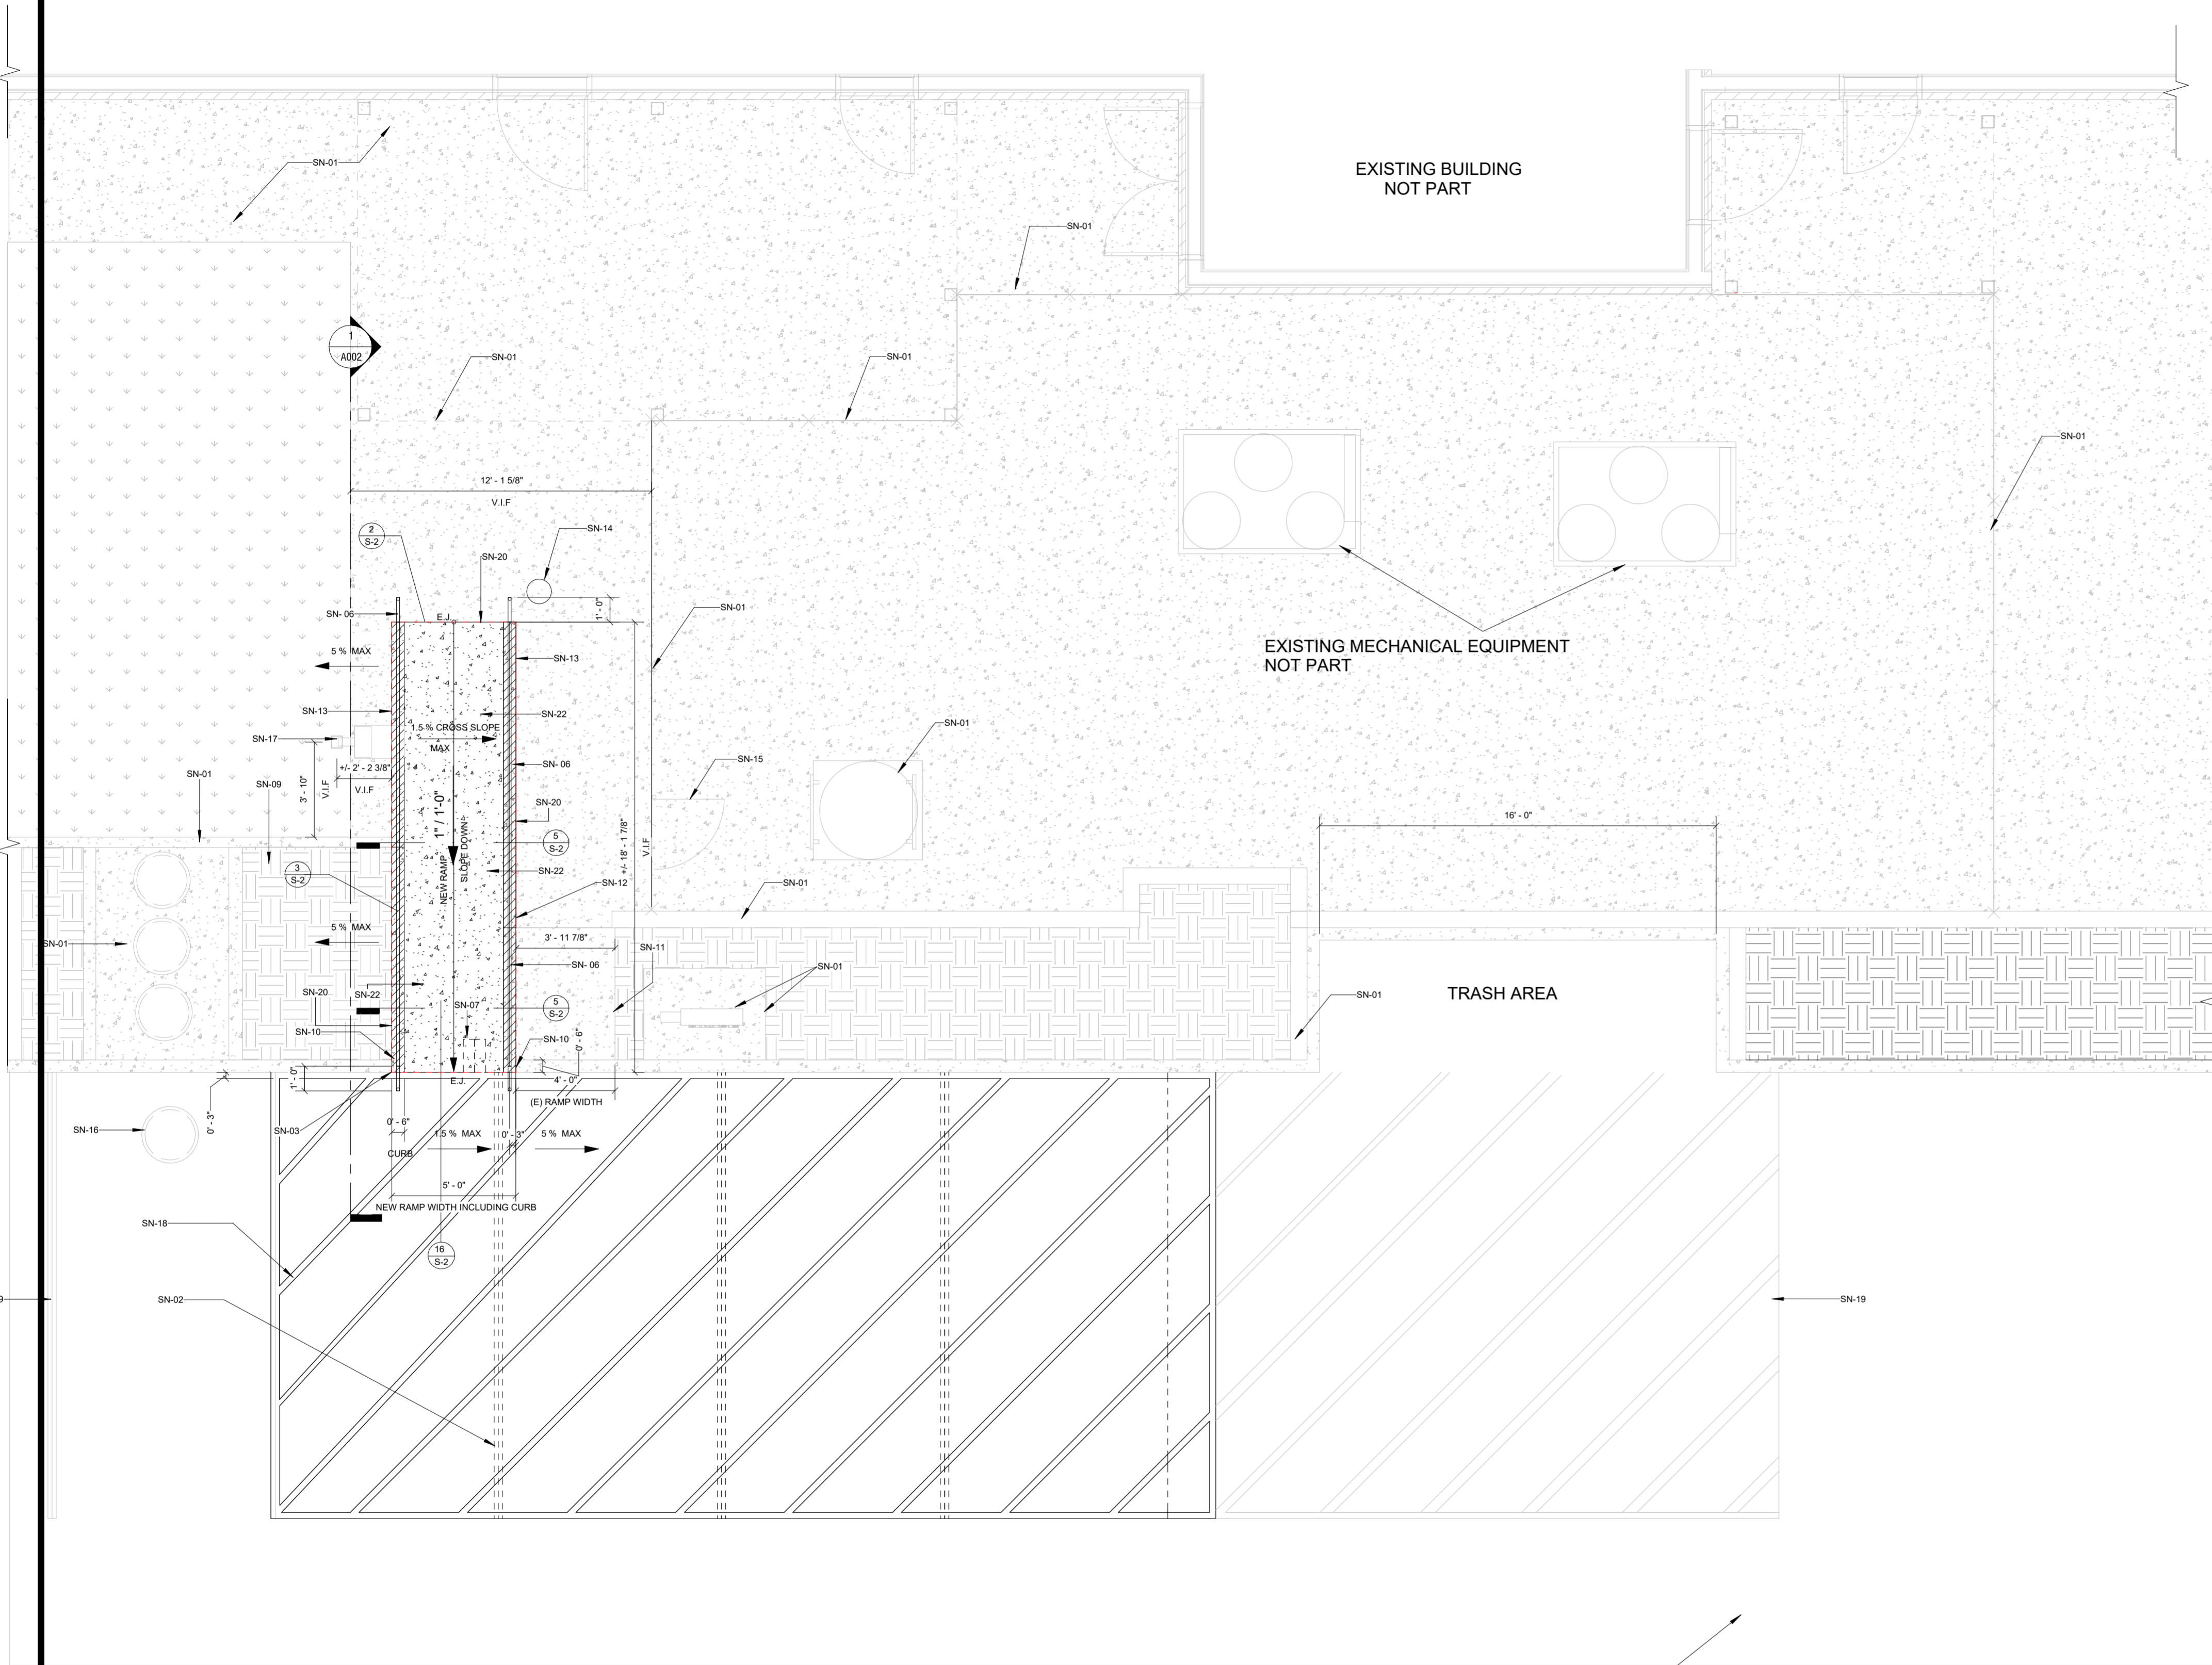 EXISTING BUILDING
NOT PART
SN-01
SN-01
1
A002
SN-01
SN-01
SN-01
12' - 1 5/8"
V.I.F
2
S-2
SN-14
SN-20
SN- 06
E.J.
1' - 0"
SN-01
EXISTING MECHANICAL EQUIPMENT
NOT PART
5 % MAX
SN-13
SN-13
SN-22
1.5 % CROSS SLOPE
MAX
SN-17
SN-01
+/- 2' - 2 3/8"
V.I.F
3' - 10"
V.I.F
SN- 06
SN-15
SN-01
SN-09
SN-20
1" / 1'-0"
NEW RAMP
SLOPE DOWN
+/- 18' - 1 7/8"
V.I.F
16' - 0"
5
S-2
3
S-2
SN-22
SN-12
SN-01
5 % MAX
SN-01
3' - 11 7/8"
SN-11
SN- 06
SN-01
SN-20
SN-22
SN-07
5
S-2
SN-01
TRASH AREA
SN-10
SN-10
0' - 6"
1' - 0"
E.J.
4' - 0"
(E) RAMP WIDTH
0' - 3"
SN-16
SN-03
0' - 6"
CURB
1.5 % MAX
0' - 3"
5 % MAX
5' - 0"
NEW RAMP WIDTH INCLUDING CURB
SN-18
16
S-2
SN-02
9
SN-19